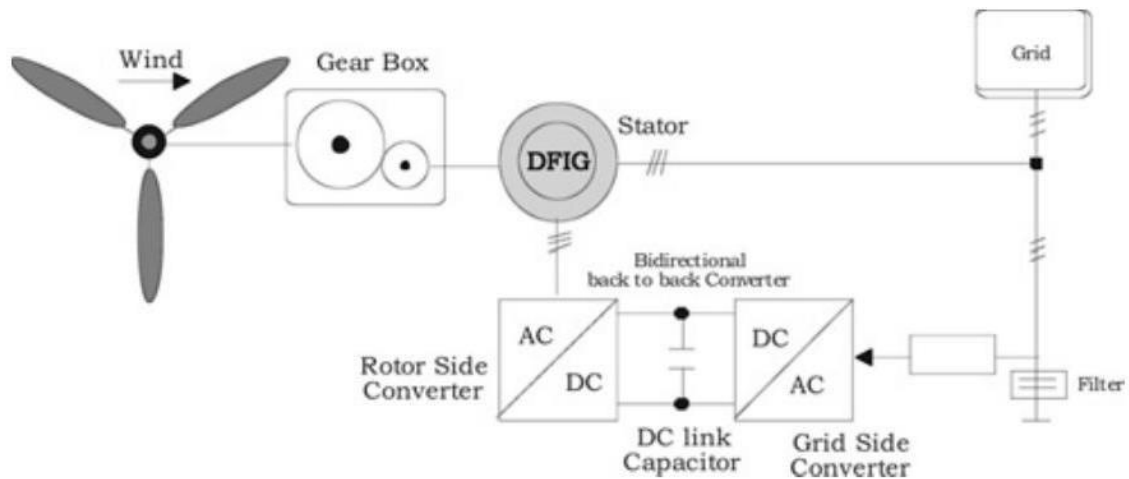 Wind
Gear Box
Grid
Stator
DFIG
Bidirectional
back to back Converter
AC
DC
DC
AC
Rotor Side
Converter
Filter
DC link
Capacitor
Grid Side
Converter